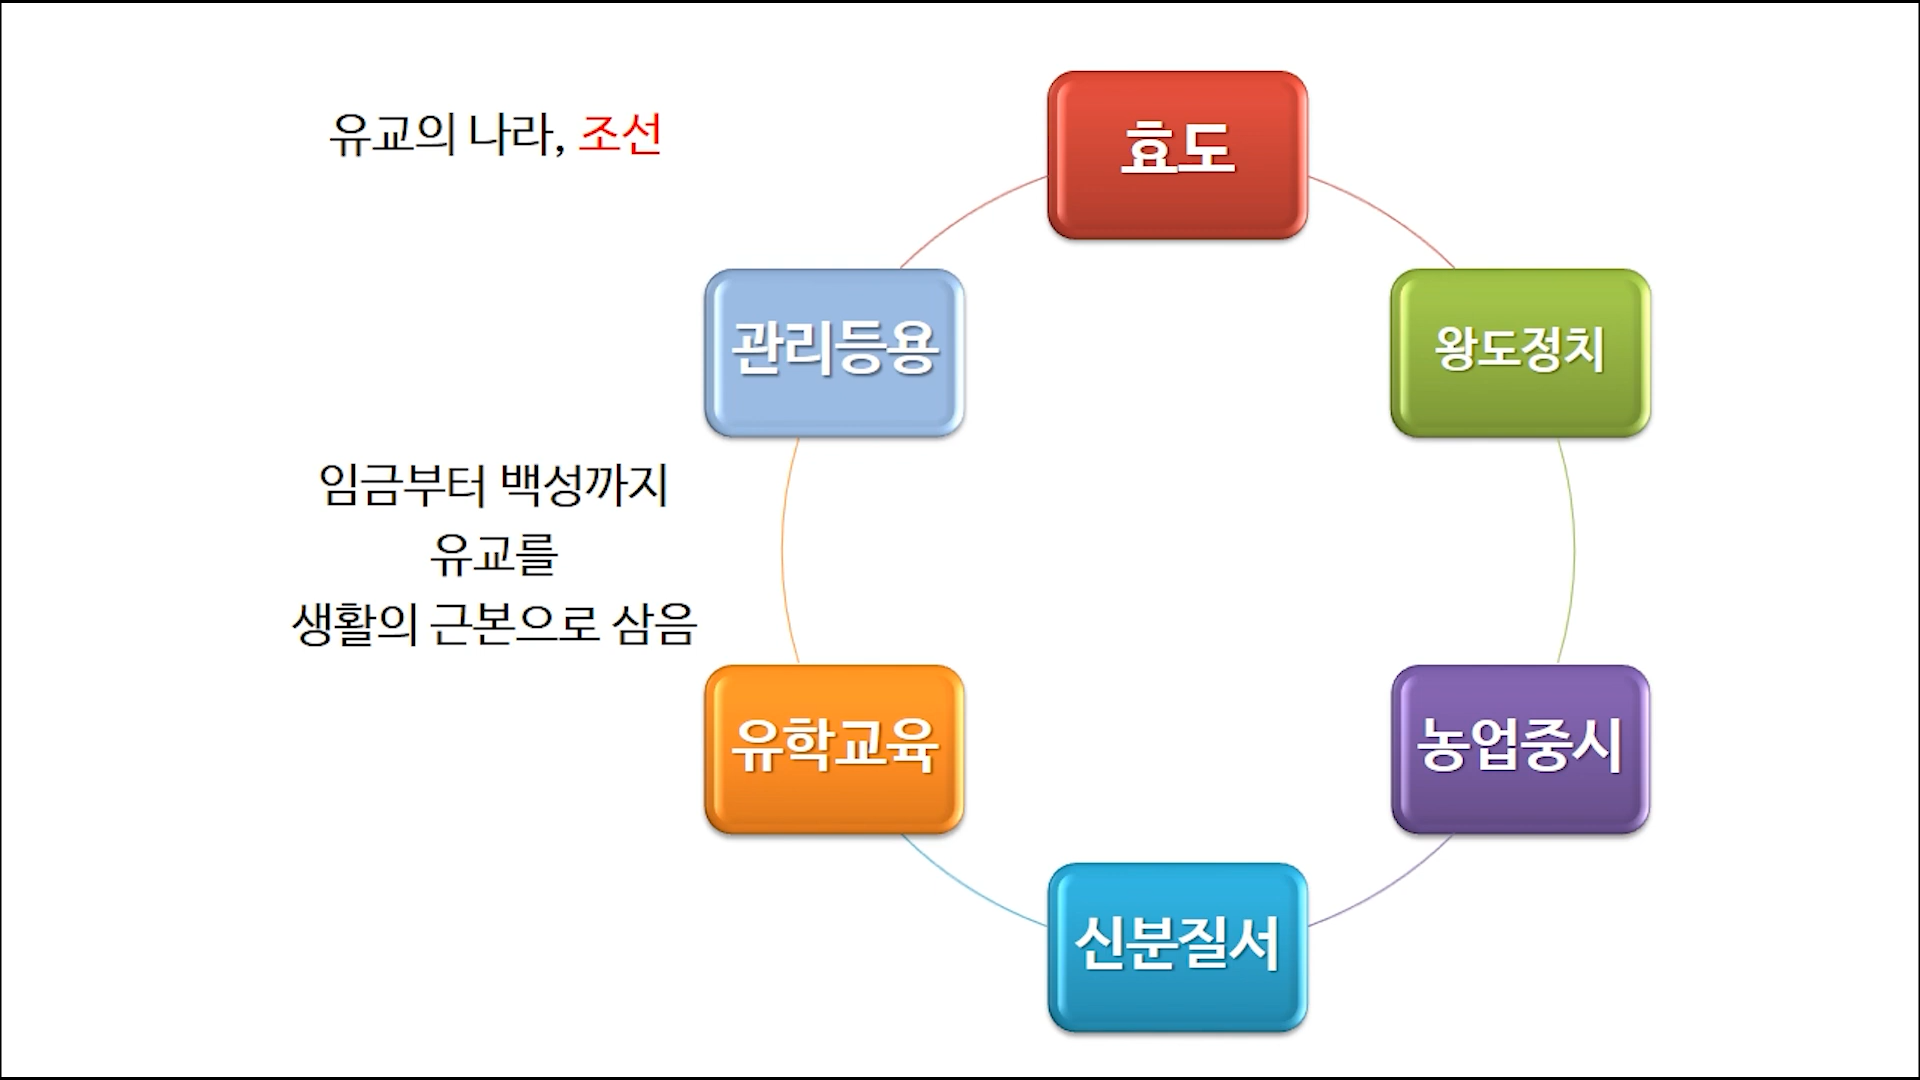 유교의 나라, 조선
임금부터 백성까지
유교를
생활의 근본으로 삼음
효도
왕도정치
농업중시
신분질서
유학교육
관리등용